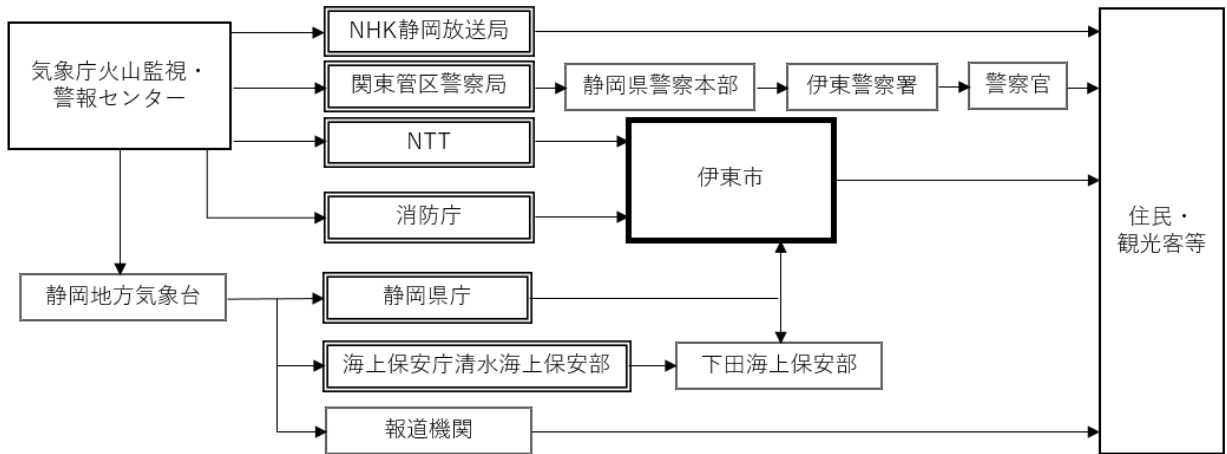 気象庁火山監視・
警報センター
NHK静岡放送局
関東管区警察局
静岡県警察本部
伊東警察署
警察官
NTT
伊東市
消防庁
住民・
観光客等
静岡地方気象台
静岡県庁
海上保安庁清水海上保安部
下田海上保安部
報道機関